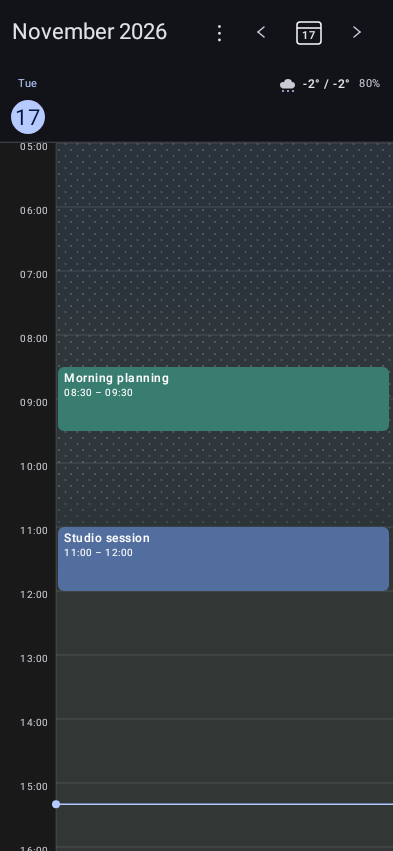 November 2026
17
Tue
-2° / -2° 80%
17
05:00
06:00
07:00
08:00
Morning planning
08:30 – 09:30
09:00
10:00
11:00
Studio session
11:00 – 12:00
12:00
13:00
14:00
15:00
16:00